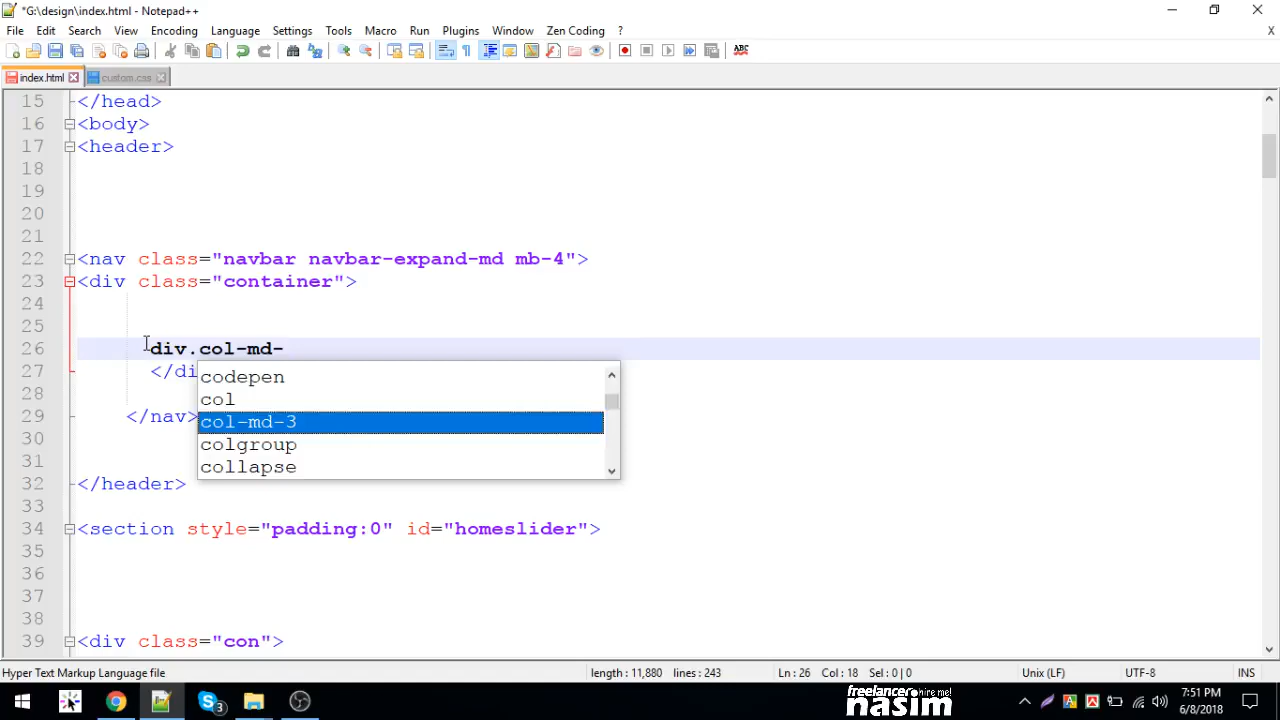 *G:\design\index.html - Notepad++
File Edit Search View Encoding Language Settings Tools Macro Run Plugins Window Zen Coding ? X
ABC
index.html custom.css
15 </head>
16 <body>
17 <header>
18
19
20
21
22 <nav class="navbar navbar-expand-md mb-4">
23 <div class="container">
24
25
26 div.col-md-
27 </di
codepen
col
col-md-3
colgroup
collapse
28
29 </nav>
30
31
32 </header>
33
34 <section style="padding:0" id="homeslider">
35
36
37
38
39 <div class="con">
Hyper Text Markup Language file length : 11,880 lines : 243 Ln : 26 Col : 18 Sel : 0 | 0 Unix (LF) UTF-8 INS
3
freelancer hire me!
nasim
7:51 PM
6/8/2018